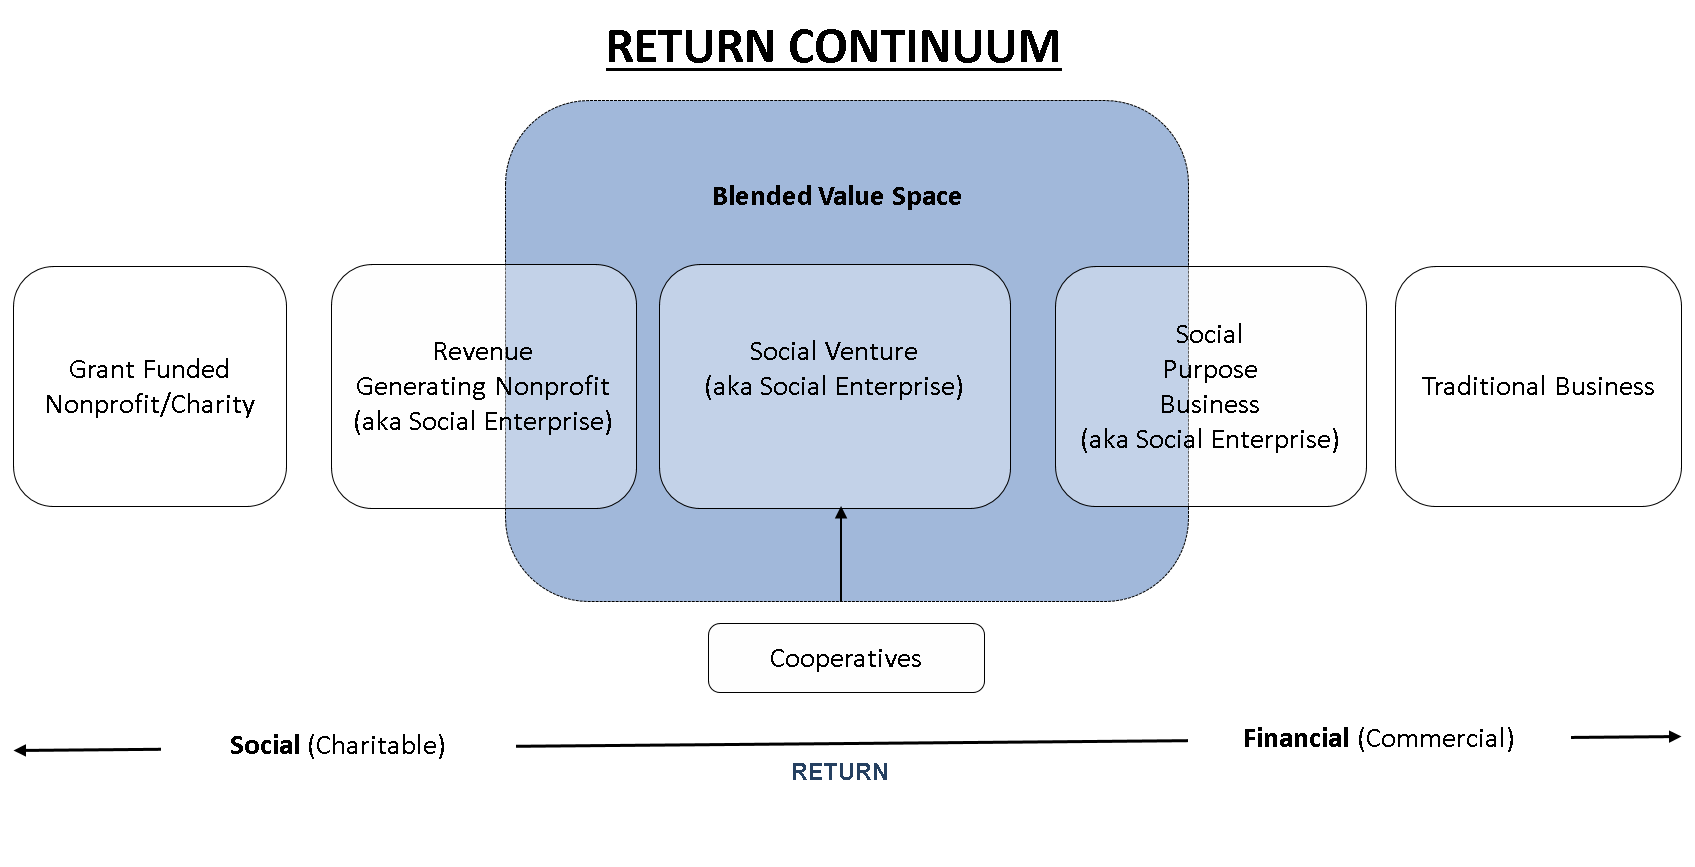 RETURN CONTINUUM
Blended Value Space
Grant Funded
Nonprofit/Charity
Revenue
Generating Nonprofit
(aka Social Enterprise)
Social Venture
(aka Social Enterprise)
Social
Purpose
Business
(aka Social Enterprise)
Traditional Business
Cooperatives
Social (Charitable)
Financial (Commercial)
RETURN